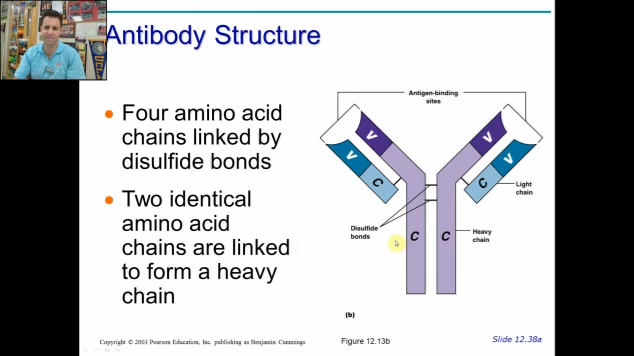 Antibody Structure
Four amino acid
chains linked by
disulfide bonds
Two identical
amino acid
chains are linked
to form a heavy
chain
Antigen-binding
sites
V
V
V
V
C
C
Light
chain
Disulfide
bonds
C
C
Heavy
chain
(b)
Copyright © 2003 Pearson Education, Inc. publishing as Benjamin Cummings
Figure 12.13b
Slide 12.38a
UCLA